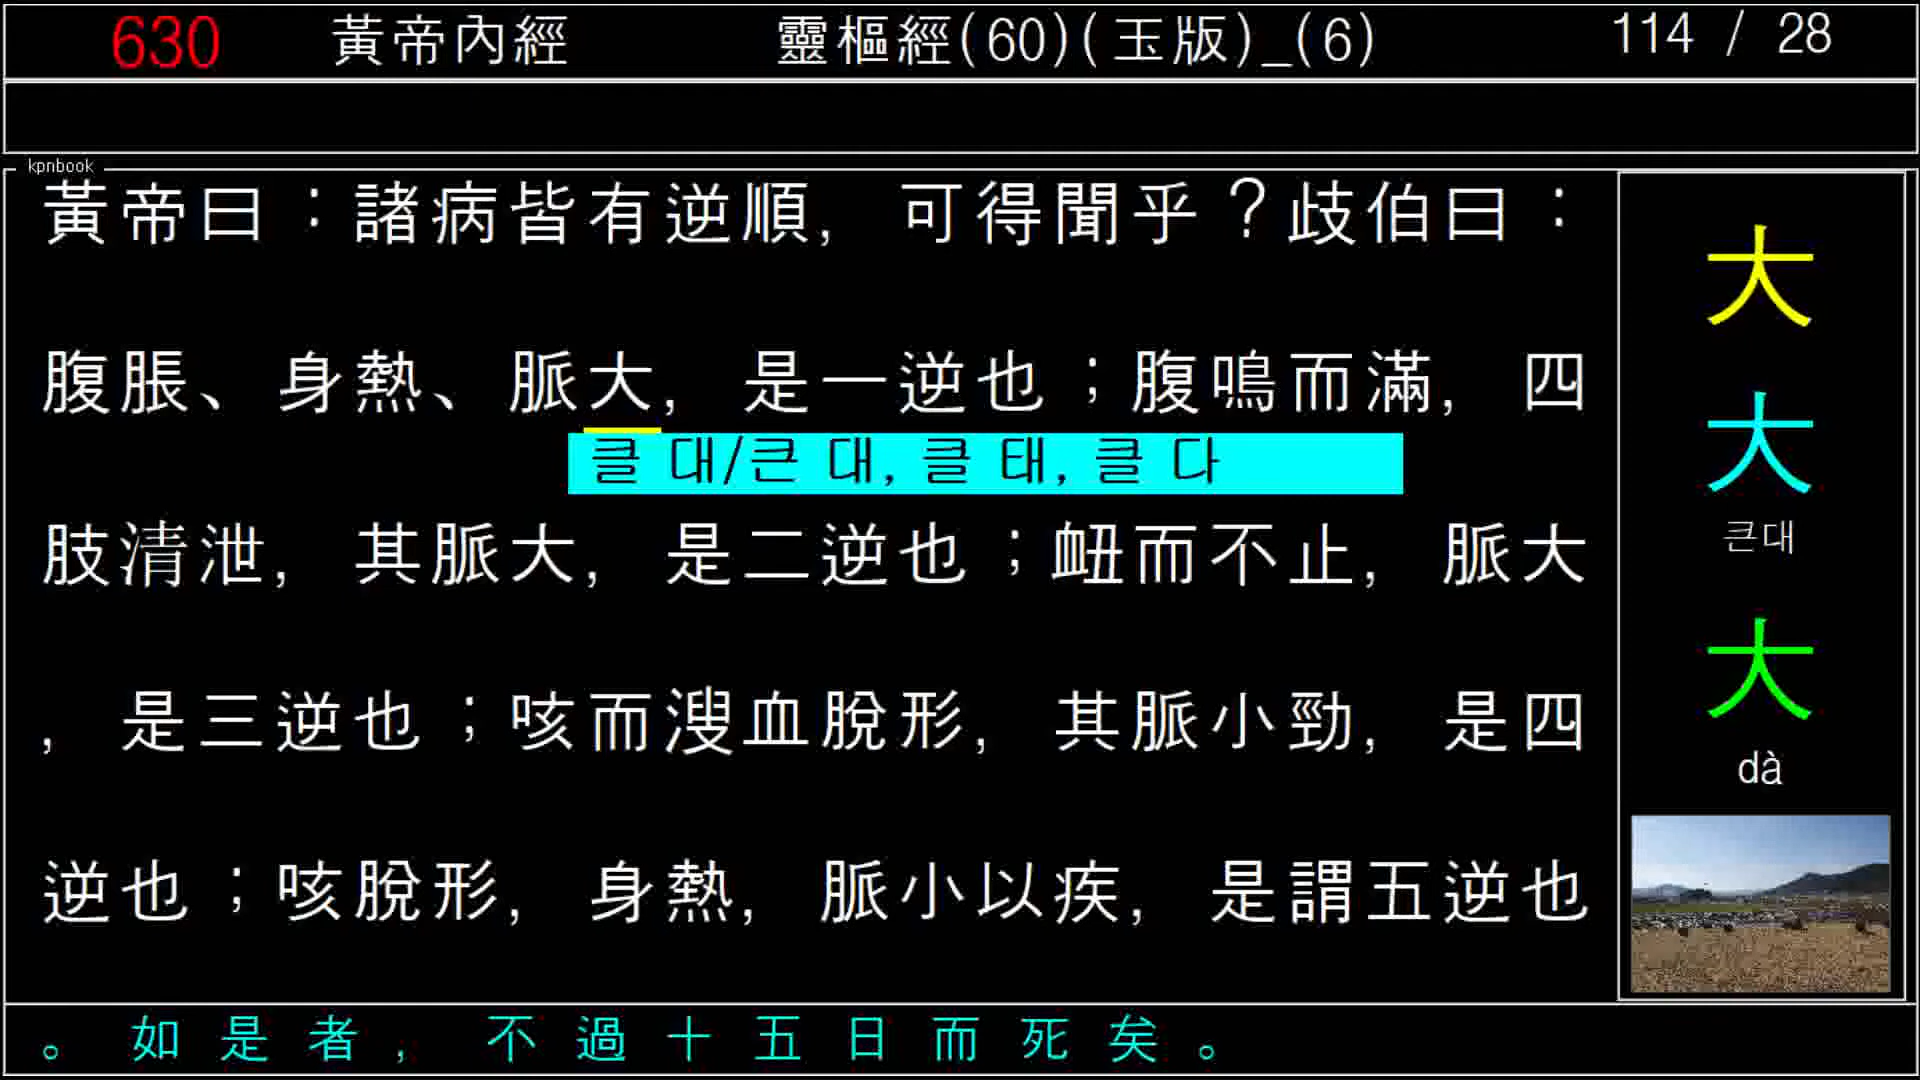 630 黃帝內經 靈樞經(60)(玉版)_(6) 114 / 28
kpnbook
黃帝曰：諸病皆有逆順, 可得聞乎？歧伯曰：
腹脹、身熱、脈大, 是一逆也；腹鳴而滿, 四
클 대/큰 대, 클 태, 클 다
肢清泄, 其脈大, 是二逆也；衄而不止, 脈大
, 是三逆也；咳而溲血脫形, 其脈小勁, 是四
逆也；咳脫形, 身熱, 脈小以疾, 是謂五逆也
。如是者, 不過十五日而死矣。
大
大
큰대
大
dà